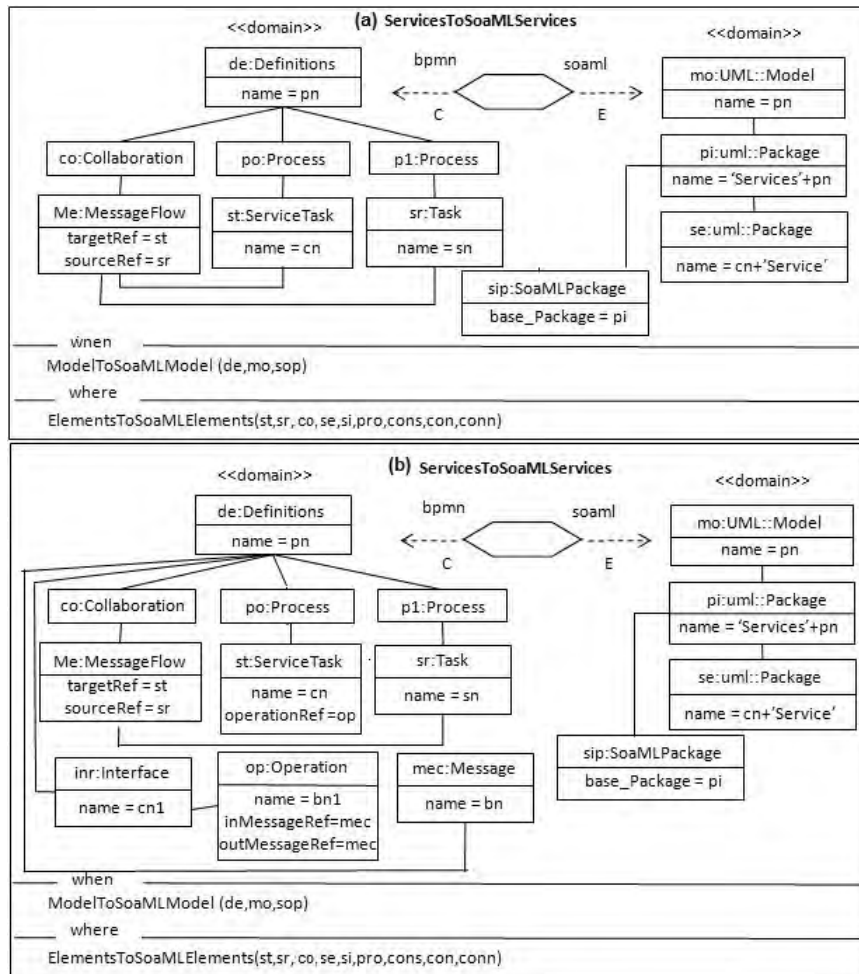 (a) ServicesToSoaMLServices
<<domain>>
<<domain>>
de:Definitions
name = pn
bpmn
soaml
C
E
mo:UML::Model
name = pn
co:Collaboration
po:Process
p1:Process
pi:uml::Package
name = 'Services'+pn
Me:MessageFlow
targetRef = st
sourceRef = sr
st:ServiceTask
name = cn
sr:Task
name = sn
se:uml::Package
name = cn+'Service'
sip:SoaMLPackage
base_Package = pi
wnen
ModelToSoaMLModel (de,mo,sop)
where
ElementsToSoaMLElements(st,sr, co,se,si,pro,cons,con,conn)
(b) ServicesToSoaMLServices
<<domain>>
<<domain>>
de:Definitions
name = pn
bpmn
soaml
C
E
mo:UML::Model
name = pn
co:Collaboration
po:Process
p1:Process
pi:uml::Package
name = 'Services'+pn
Me:MessageFlow
targetRef = st
sourceRef = sr
st:ServiceTask
name = cn
operationRef=op
sr:Task
name = sn
se:uml::Package
name = cn+'Service'
inr:Interface
name = cn1
op:Operation
name = bn1
inMessageRef=mec
outMessageRef=mec
mec:Message
name = bn
sip:SoaMLPackage
base_Package = pi
when
ModelToSoaMLModel (de,mo,sop)
where
ElementsToSoaMLElements(st,sr, co,se,si,pro,cons,con,conn)